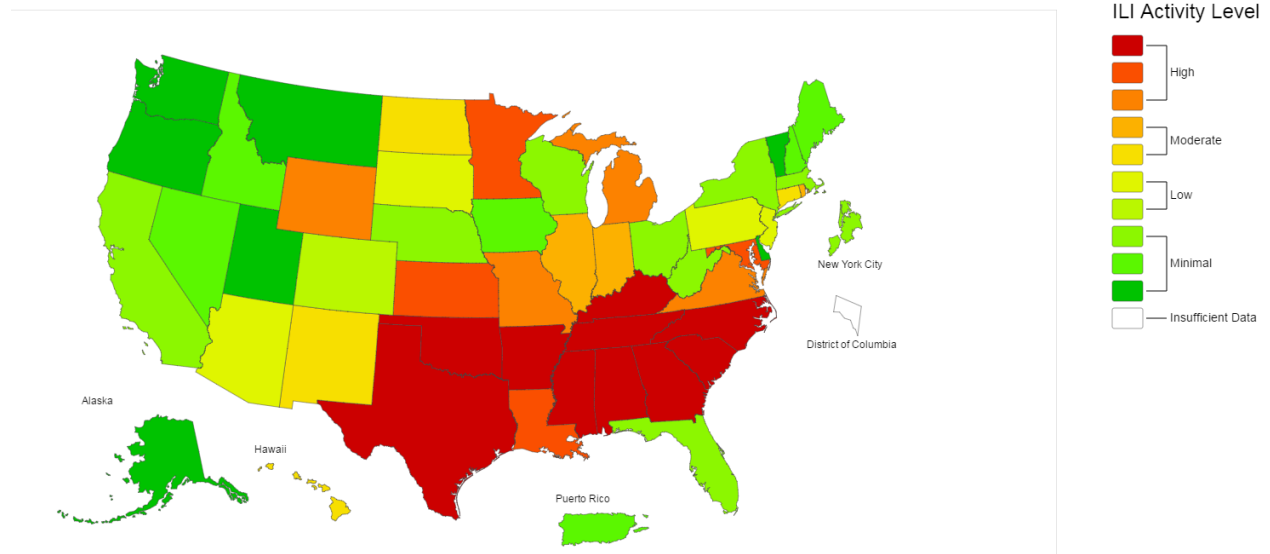 ILI Activity Level
High
Moderate
Low
Minimal
Insufficient Data
New York City
District of Columbia
Alaska
Hawaii
Puerto Rico